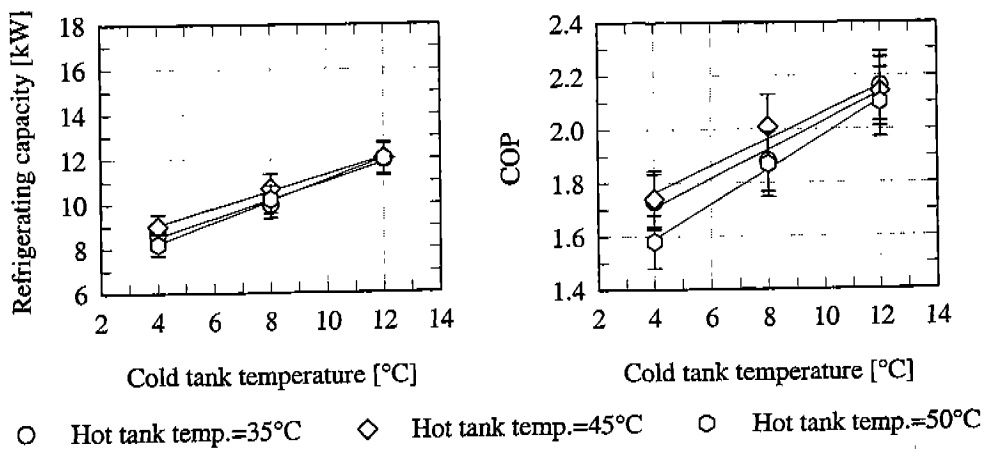 Refrigerating capacity [kW]
18
16
14
12
10
8
6
2 4 6 8 10 12 14
Cold tank temperature [°C]
COP
2.4
2.2
2.0
1.8
1.6
1.4
2 4 6 8 10 12 14
Cold tank temperature [°C]
Hot tank temp.=35°C Hot tank temp.=45°C Hot tank temp.=50°C